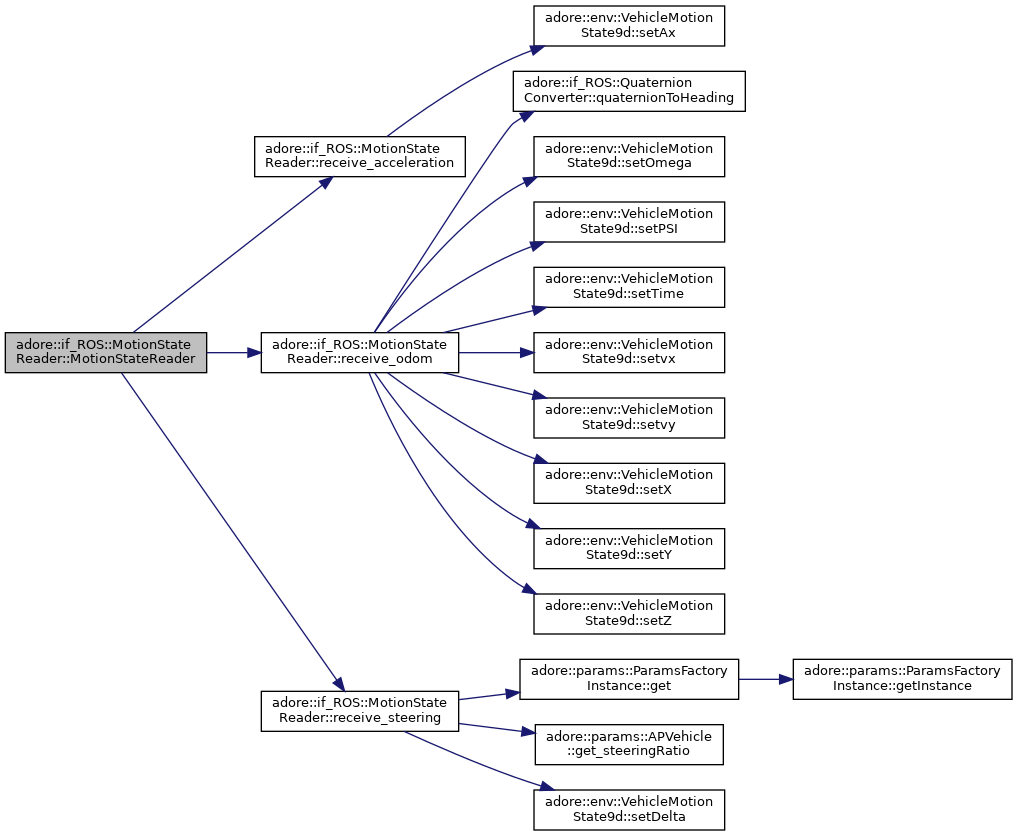 adore::env::VehicleMotion
State9d::setAx
adore::if_ROS::Quaternion
Converter::quaternionToHeading
adore::if_ROS::MotionState
Reader::receive_acceleration
adore::env::VehicleMotion
State9d::setOmega
adore::env::VehicleMotion
State9d::setPSI
adore::env::VehicleMotion
State9d::setTime
adore::if_ROS::MotionState
Reader::MotionStateReader
adore::if_ROS::MotionState
Reader::receive_odom
adore::env::VehicleMotion
State9d::setvx
adore::env::VehicleMotion
State9d::setvy
adore::env::VehicleMotion
State9d::setX
adore::env::VehicleMotion
State9d::setY
adore::env::VehicleMotion
State9d::setZ
adore::if_ROS::MotionState
Reader::receive_steering
adore::params::ParamsFactory
Instance::get
adore::params::ParamsFactory
Instance::getInstance
adore::params::APVehicle
::get_steeringRatio
adore::env::VehicleMotion
State9d::setDelta